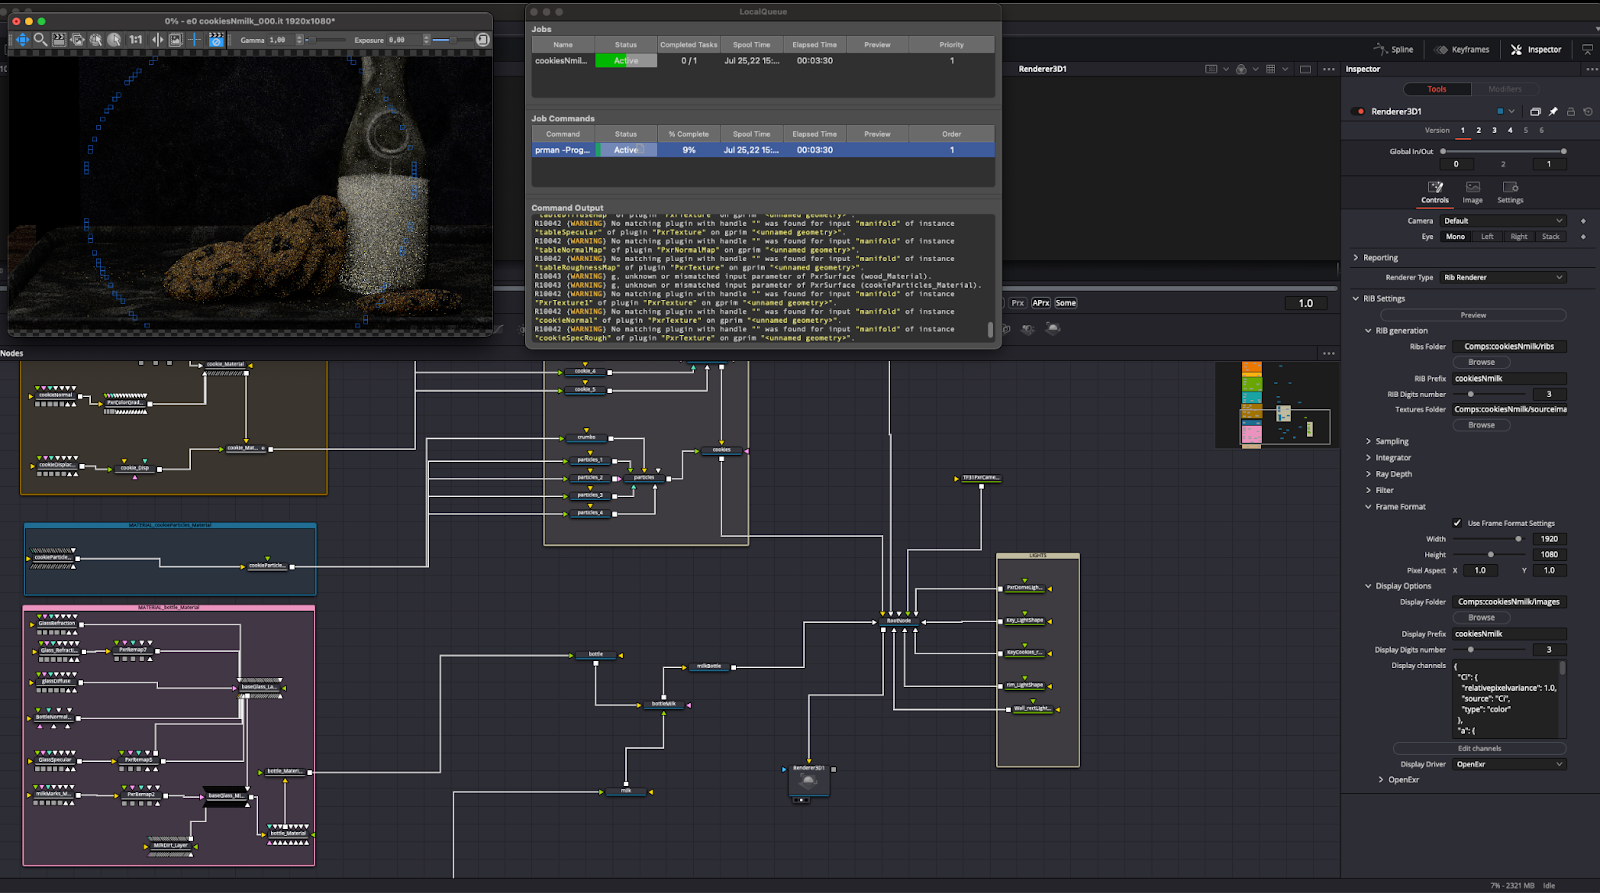 0% - e0 cookiesNmilk_000.it 1920x1080*
1:1
Gamma 1,00
Exposure 0,00
LocalQueue
Jobs
Name Status Completed Tasks Spool Time Elapsed Time Preview Priority
cookiesNmil... Active 0 / 1 Jul 25,22 15:... 00:03:30 1
Job Commands
Command Status % Complete Spool Time Elapsed Time Preview Order
prman -Prog... Active 9% Jul 25,22 15:... 00:03:30 1
Command Output
"tableDiffuseMap" of plugin "PxrTexture" on gprim "<unnamed geometry>".
R10042 {WARNING} No matching plugin with handle "" was found for input "manifold" of instance
"tableSpecular" of plugin "PxrTexture" on gprim "<unnamed geometry>".
R10042 {WARNING} No matching plugin with handle "" was found for input "manifold" of instance
"tableNormalMap" of plugin "PxrNormalMap" on gprim "<unnamed geometry>".
R10042 {WARNING} No matching plugin with handle "" was found for input "manifold" of instance
"tableRoughnessMap" of plugin "PxrTexture" on gprim "<unnamed geometry>".
R10043 {WARNING} g, unknown or mismatched input parameter of PxrSurface (wood_Material).
R10043 {WARNING} g, unknown or mismatched input parameter of PxrSurface (cookieParticles_Material).
R10042 {WARNING} No matching plugin with handle "" was found for input "manifold" of instance
"PxrTexture1" of plugin "PxrTexture" on gprim "<unnamed geometry>".
R10042 {WARNING} No matching plugin with handle "" was found for input "manifold" of instance
"cookieNormal" of plugin "PxrTexture" on gprim "<unnamed geometry>".
R10042 {WARNING} No matching plugin with handle "" was found for input "manifold" of instance
"cookieSpecRough" of plugin "PxrTexture" on gprim "<unnamed geometry>".
Renderer3D1
Prx APrx Some
1.0
Spline Keyframes Inspector
Inspector
Tools Modifiers
Renderer3D1
Version 1 2 3 4 5 6
Global In/Out
0 2 1
Controls Image Settings
Camera Default
Eye Mono Left Right Stack
Reporting
Renderer Type Rib Renderer
RIB Settings
Preview
RIB generation
Ribs Folder Comps:cookiesNmilk/ribs
Browse
RIB Prefix cookiesNmilk
RIB Digits number 3
Textures Folder Comps:cookiesNmilk/sourceima
Browse
Sampling
Integrator
Ray Depth
Filter
Frame Format
Use Frame Format Settings
Width 1920
Height 1080
Pixel Aspect X 1.0 Y 1.0
Display Options
Display Folder Comps:cookiesNmilk/images
Browse
Display Prefix cookiesNmilk
Display Digits number 3
Display channels {
"Ci": {
"relativepixelvariance": 1.0,
"source": "Ci",
"type": "color"
},
"a": {
Edit channels
Display Driver OpenExr
OpenExr
Nodes
cookie_Material
cookieNormal
PxrColorGrad...
cookie_Mat...
cookieDisplac...
cookie_Disp
MATERIAL_cookieParticles_Material
cookieParticle...
cookieParticle...
MATERIAL_bottle_Material
GlassRefraction
Glass_Refracti...
PxrRemap7
glassDiffuse
baseGlass_La...
BottleNormal...
GlassSpecular
PxrRemap5
bottle_Materi...
milkMarks_M...
PxrRemap2
baseGlass_Mi...
bottle_Material
MilkDirt_Layer
cookie_4
cookie_5
crumbs
particles_1
particles_2
particles_3
particles_4
particles
cookies
TF31PxrCame...
LIGHTS
PxrDomeLigh...
Key_LightShape
KeyCookies_r...
rim_LightShape
Wall_rectLight...
RootNode
bottle
milkBottle
bottleMilk
milk
Renderer3D1
7% - 2321 MB Idle